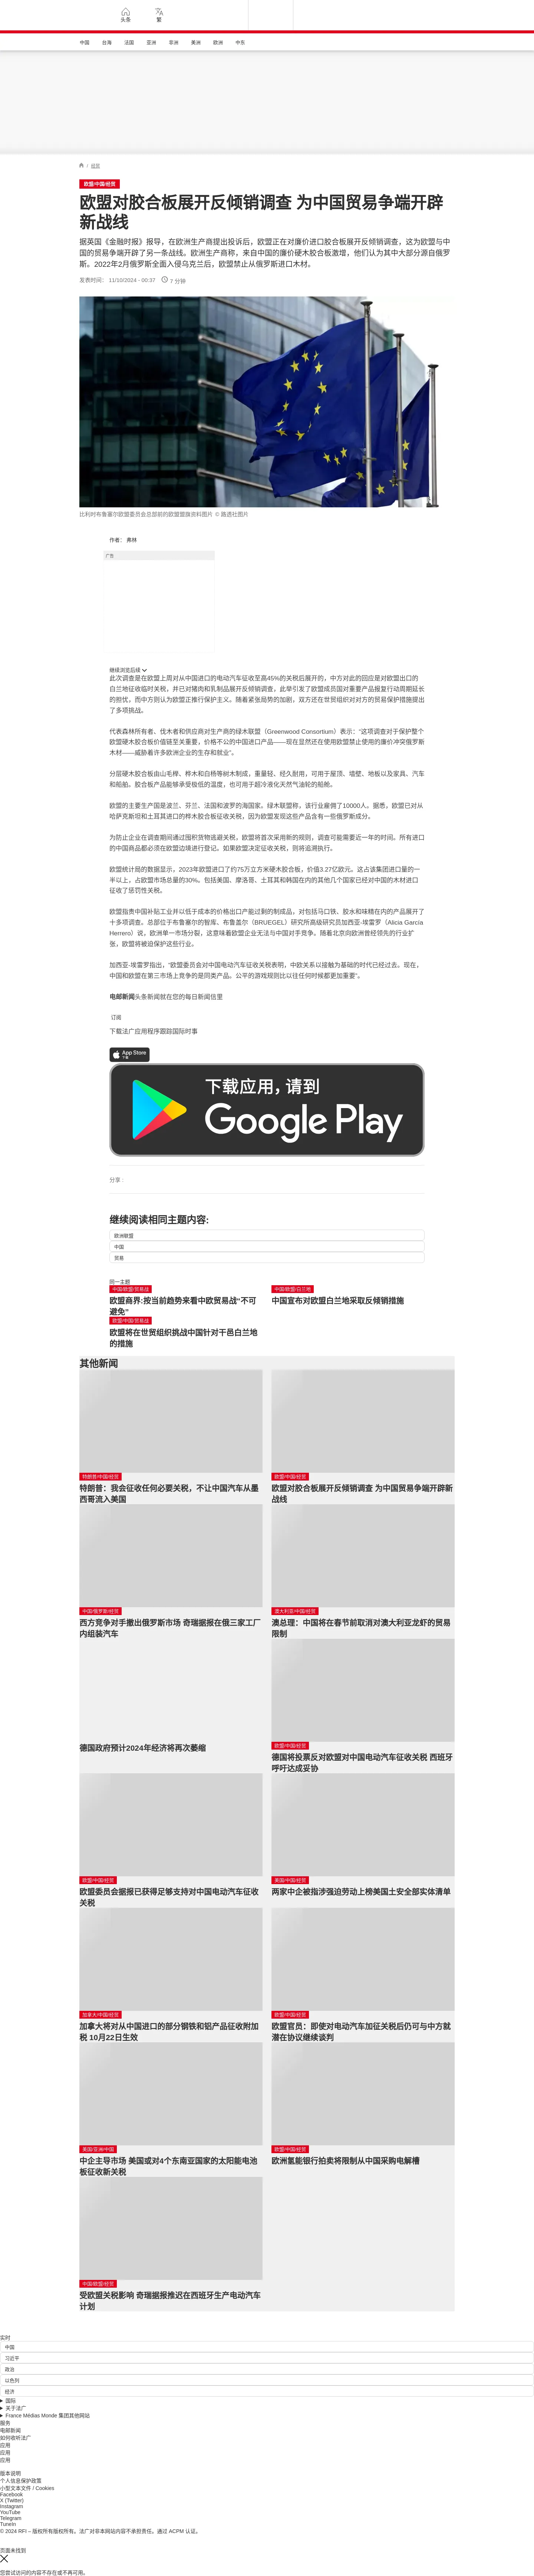 头条
繁
中国 台海 法国 亚洲 非洲 美洲 欧洲 中东
/ 经贸
欧盟/中国/经贸
欧盟对胶合板展开反倾销调查 为中国贸易争端开辟
新战线
据英国《金融时报》报导，在欧洲生产商提出投诉后，欧盟正在对廉价进口胶合板展开反倾销调查，这为欧盟与中
国的贸易争端开辟了另一条战线。欧洲生产商称，来自中国的廉价硬木胶合板激增，他们认为其中大部分源自俄罗
斯。2022年2月俄罗斯全面入侵乌克兰后，欧盟禁止从俄罗斯进口木材。
发表时间： 11/10/2024 - 00:37 7 分钟
比利时布鲁塞尔欧盟委员会总部前的欧盟盟旗资料图片 © 路透社图片
作者： 弗林
广告
继续浏览后续
此次调查是在欧盟上周对从中国进口的电动汽车征收至高45%的关税后展开的，中方对此的回应是对欧盟出口的
白兰地征收临时关税，并已对猪肉和乳制品展开反倾销调查。此举引发了欧盟成员国对重要产品报复行动周期延长
的担忧，而中方则认为欧盟正推行保护主义。随着紧张局势的加剧，双方还在世贸组织对对方的贸易保护措施提出
了多项挑战。
代表森林所有者、伐木者和供应商对生产商的绿木联盟（Greenwood Consortium）表示：“这项调查对于保护整个
欧盟硬木胶合板价值链至关重要，价格不公的中国进口产品——现在显然还在使用欧盟禁止使用的廉价冲突俄罗斯
木材——威胁着许多欧洲企业的生存和就业”。
分层硬木胶合板由山毛榉、桦木和白杨等树木制成，重量轻、经久耐用，可用于屋顶、墙壁、地板以及家具、汽车
和船舶。胶合板产品能够承受极低的温度，也可用于超冷液化天然气油轮的船舱。
欧盟的主要生产国是波兰、芬兰、法国和波罗的海国家。绿木联盟称，该行业雇佣了10000人。据悉，欧盟已对从
哈萨克斯坦和土耳其进口的桦木胶合板征收关税，因为欧盟发现这些产品含有一些俄罗斯成分。
为防止企业在调查期间通过囤积货物逃避关税，欧盟将首次采用新的规则，调查可能需要近一年的时间。所有进口
的中国商品都必须在欧盟边境进行登记。如果欧盟决定征收关税，则将追溯执行。
欧盟统计局的数据显示，2023年欧盟进口了约75万立方米硬木胶合板，价值3.27亿欧元。这占该集团进口量的一
半以上，占欧盟市场总量的30%。包括美国、摩洛哥、土耳其和韩国在内的其他几个国家已经对中国的木材进口
征收了惩罚性关税。
欧盟指责中国补贴工业并以低于成本的价格出口产能过剩的制成品，对包括马口铁、胶水和味精在内的产品展开了
十多项调查。总部位于布鲁塞尔的智库、布鲁盖尔（BRUEGEL）研究所高级研究员加西亚-埃雷罗（Alicia García
Herrero）说，欧洲单一市场分裂，这意味着欧盟企业无法与中国对手竞争。随着北京向欧洲曾经领先的行业扩
张，欧盟将被迫保护这些行业。
加西亚-埃雷罗指出，“欧盟委员会对中国电动汽车征收关税表明，中欧关系以接触为基础的时代已经过去。现在，
中国和欧盟在第三市场上竞争的是同类产品。公平的游戏规则比以往任何时候都更加重要”。
电邮新闻头条新闻就在您的每日新闻信里
订阅
下载法广应用程序跟踪国际时事
App Store
下载
下载应用，请到
Google Play
分享 :
继续阅读相同主题内容:
欧洲联盟
中国
贸易
同一主题
中国/欧盟/贸易战
欧盟商界:按当前趋势来看中欧贸易战“不可
避免”
中国/欧盟/白兰地
中国宣布对欧盟白兰地采取反倾销措施
欧盟/中国/贸易战
欧盟将在世贸组织挑战中国针对干邑白兰地
的措施
其他新闻
特朗普/中国/经贸
特朗普：我会征收任何必要关税，不让中国汽车从墨
西哥流入美国
欧盟/中国/经贸
欧盟对胶合板展开反倾销调查 为中国贸易争端开辟新
战线
中国/俄罗斯/经贸
西方竞争对手撤出俄罗斯市场 奇瑞据报在俄三家工厂
内组装汽车
澳大利亚/中国/经贸
澳总理：中国将在春节前取消对澳大利亚龙虾的贸易
限制
德国政府预计2024年经济将再次萎缩
欧盟/中国/经贸
德国将投票反对欧盟对中国电动汽车征收关税 西班牙
呼吁达成妥协
欧盟/中国/经贸
欧盟委员会据报已获得足够支持对中国电动汽车征收
关税
美国/中国/经贸
两家中企被指涉强迫劳动上榜美国土安全部实体清单
加拿大/中国/经贸
加拿大将对从中国进口的部分钢铁和铝产品征收附加
税 10月22日生效
欧盟/中国/经贸
欧盟官员：即使对电动汽车加征关税后仍可与中方就
潜在协议继续谈判
美国/亚洲/中国
中企主导市场 美国或对4个东南亚国家的太阳能电池
板征收新关税
欧盟/中国/经贸
欧洲氢能银行拍卖将限制从中国采购电解槽
中国/欧盟/经贸
受欧盟关税影响 奇瑞据报推迟在西班牙生产电动汽车
计划
实时
中国
习近平
政治
以色列
经济
国际
关于法广
France Médias Monde 集团其他网站
服务
电邮新闻
如何收听法广
应用
应用
应用
版本说明
个人信息保护政策
小型文本文件 / Cookies
Facebook
X (Twitter)
Instagram
YouTube
Telegram
TuneIn
© 2024 RFI – 版权所有版权所有。法广对非本网站内容不承担责任。通过 ACPM 认证。
页面未找到
您尝试访问的内容不存在或不再可用。